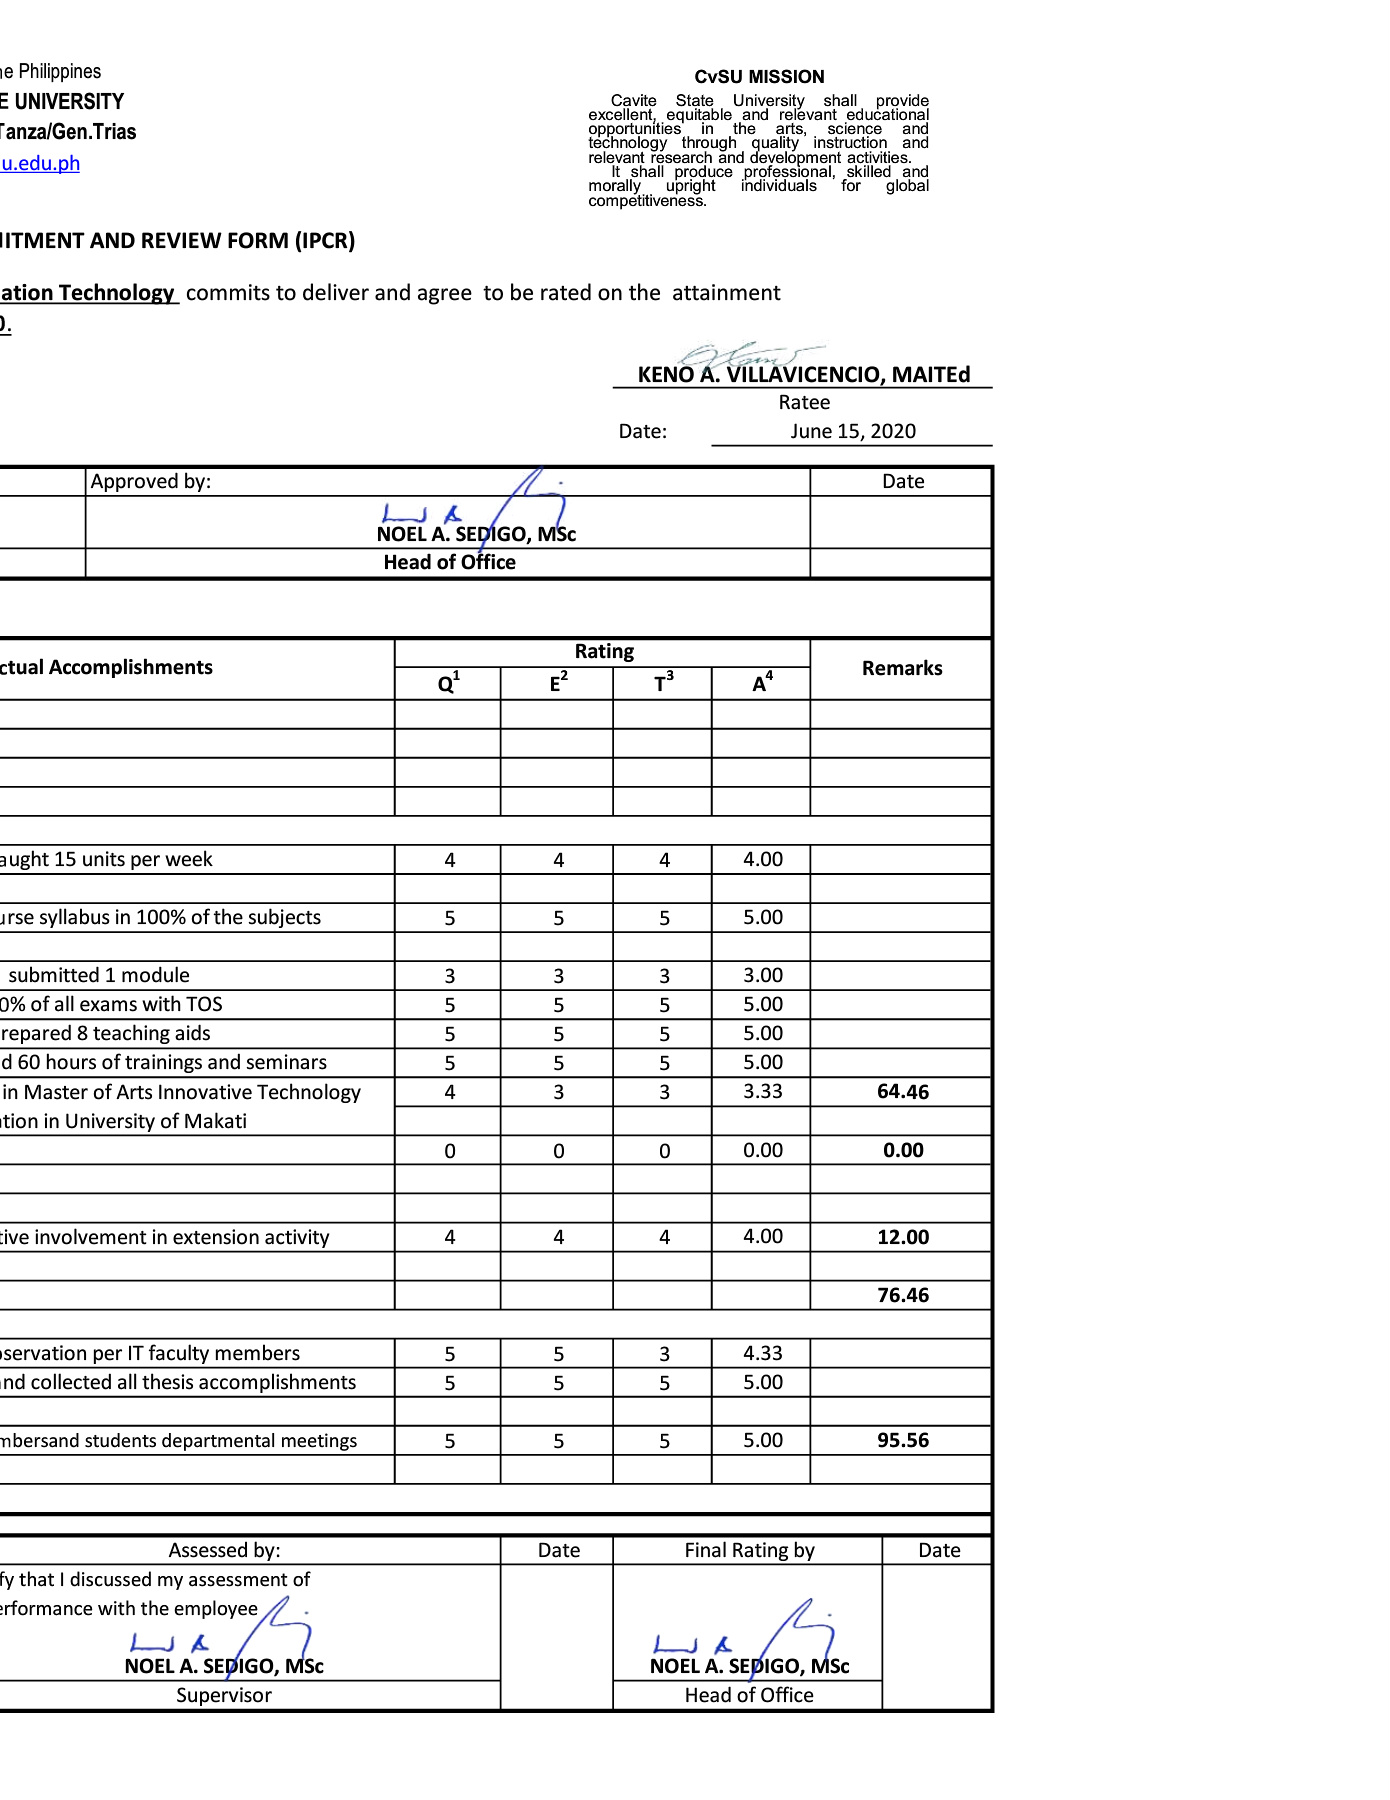 ne Philippines
E UNIVERSITY
Tanza/Gen.Trias
u.edu.ph
CvSU MISSION
Cavite State University shall provide
excellent, equitable and relevant educational
opportunities in the arts, science and
technology through quality instruction and
relevant research and development activities.
It shall produce professional, skilled and
morally upright individuals for global
competitiveness.
MITMENT AND REVIEW FORM (IPCR)
ation Technology commits to deliver and agree to be rated on the attainment
0.
KENO A. VILLAVICENCIO, MAITEd
Ratee
Date: June 15, 2020
Approved by: Date
NOEL A. SEDIGO, MSc
Head of Office
ctual Accomplishments Rating Remarks
Q1 E2 T3 A4
aught 15 units per week 4 4 4 4.00
urse syllabus in 100% of the subjects 5 5 5 5.00
submitted 1 module 3 3 3 3.00
0% of all exams with TOS 5 5 5 5.00
repared 8 teaching aids 5 5 5 5.00
d 60 hours of trainings and seminars 5 5 5 5.00
in Master of Arts Innovative Technology 4 3 3 3.33 64.46
ation in University of Makati
0 0 0 0.00 0.00
tive involvement in extension activity 4 4 4 4.00 12.00
76.46
bservation per IT faculty members 5 5 3 4.33
nd collected all thesis accomplishments 5 5 5 5.00
mbersand students departmental meetings 5 5 5 5.00 95.56
Assessed by: Date Final Rating by Date
fy that I discussed my assessment of
erformance with the employee
NOEL A. SEDIGO, MSc NOEL A. SEDIGO, MSc
Supervisor Head of Office